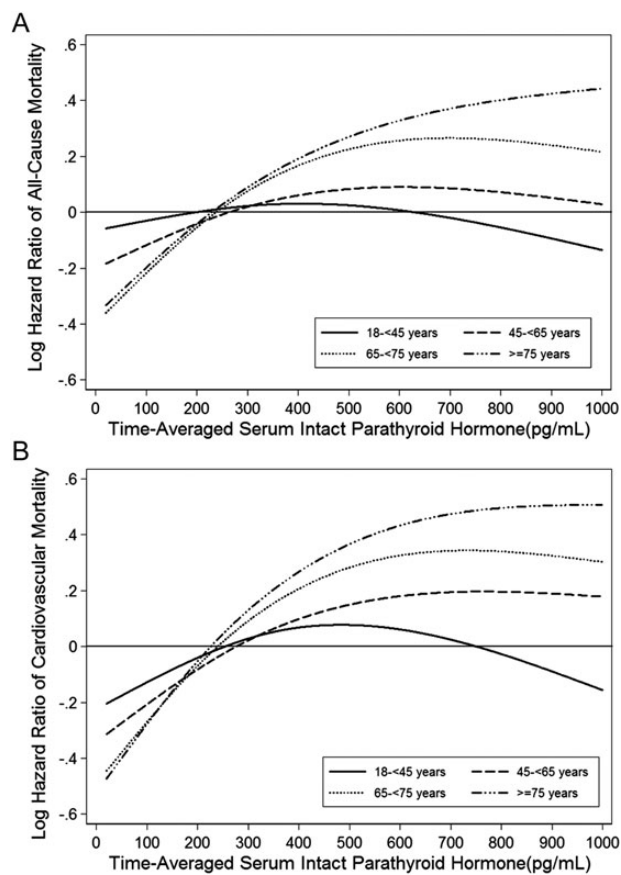 A
Log Hazard Ratio of All-Cause Mortality
.6
.4
.2
0
-.2
-.4
-.6
18-<45 years
45-<65 years
65-<75 years
>=75 years
0 100 200 300 400 500 600 700 800 900 1000
Time-Averaged Serum Intact Parathyroid Hormone(pg/mL)
B
Log Hazard Ratio of Cardiovascular Mortality
.6
.4
.2
0
-.2
-.4
-.6
18-<45 years
45-<65 years
65-<75 years
>=75 years
0 100 200 300 400 500 600 700 800 900 1000
Time-Averaged Serum Intact Parathyroid Hormone(pg/mL)